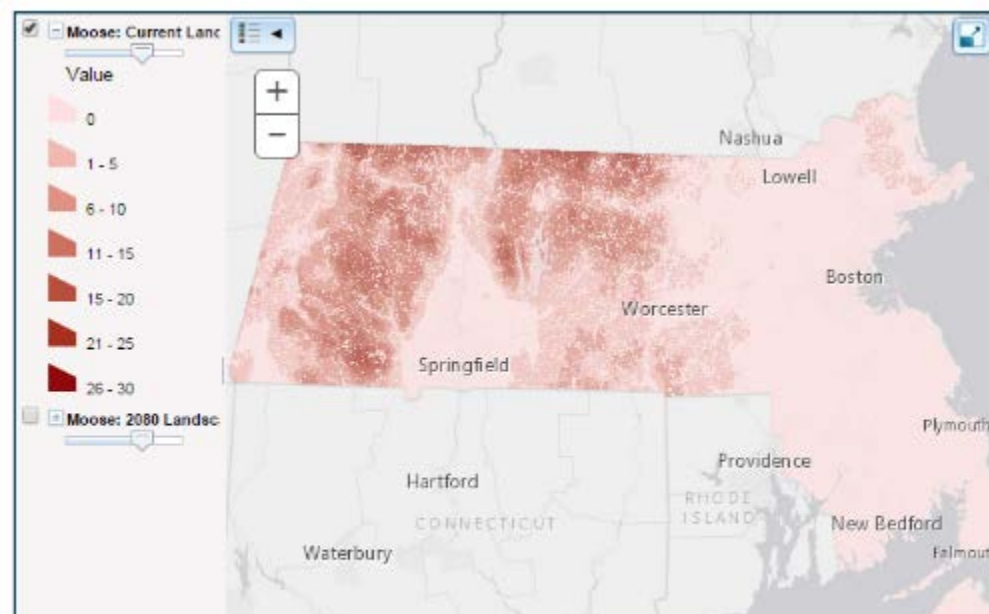 Moose: Current Land
Value
0
1 - 5
6 - 10
11 - 15
15 - 20
21 - 25
26 - 30
Moose: 2080 Landsc
+
−
Nashua
Lowell
Boston
Worcester
Springfield
Plymouth
Providence
Hartford
RHODE
ISLAND
CONNECTICUT
New Bedford
Waterbury
Falmout